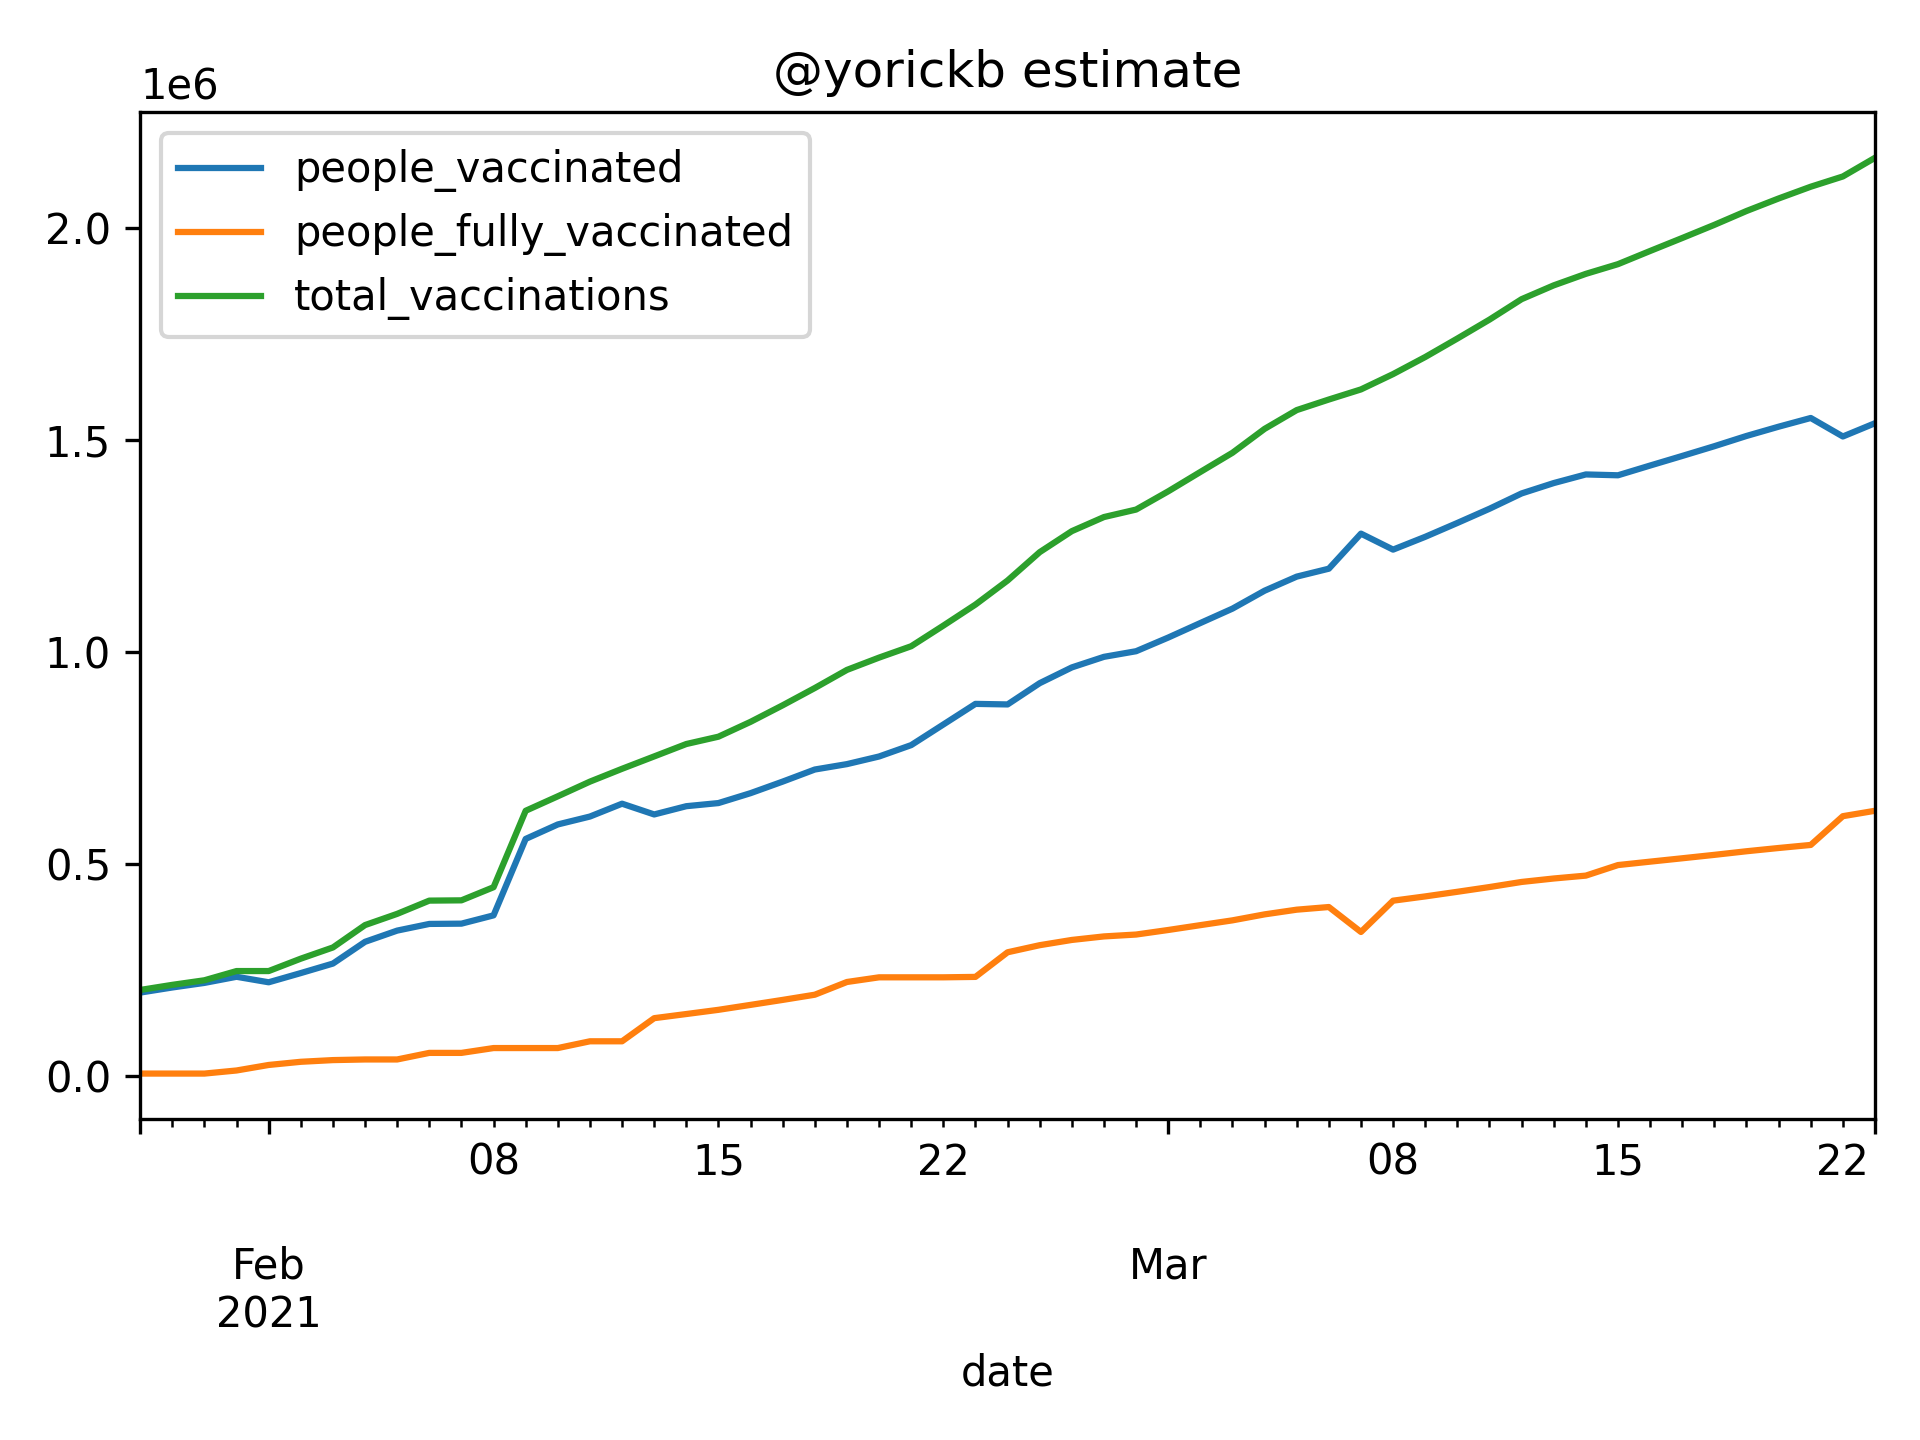 @yorickb estimate
1e6
people_vaccinated
people_fully_vaccinated
total_vaccinations
2.0
1.5
1.0
0.5
0.0
08 15 22 08 15 22
Feb Mar
2021
date